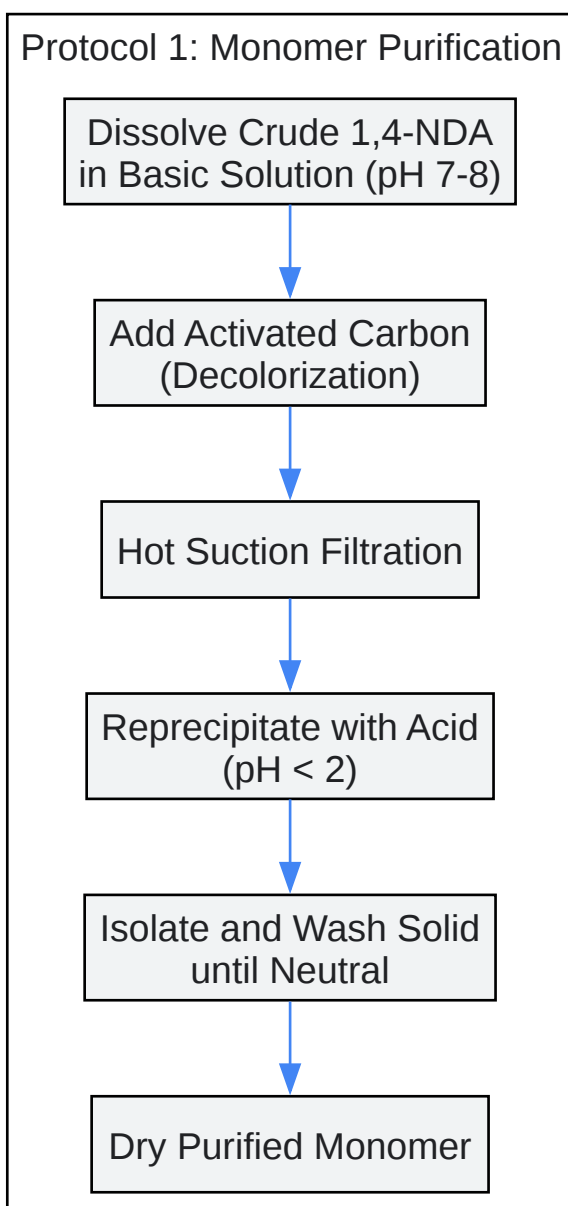 Protocol 1: Monomer Purification
Dissolve Crude 1,4-NDA
in Basic Solution (pH 7-8)
Add Activated Carbon
(Decolorization)
Hot Suction Filtration
Reprecipitate with Acid
(pH < 2)
Isolate and Wash Solid
until Neutral
Dry Purified Monomer